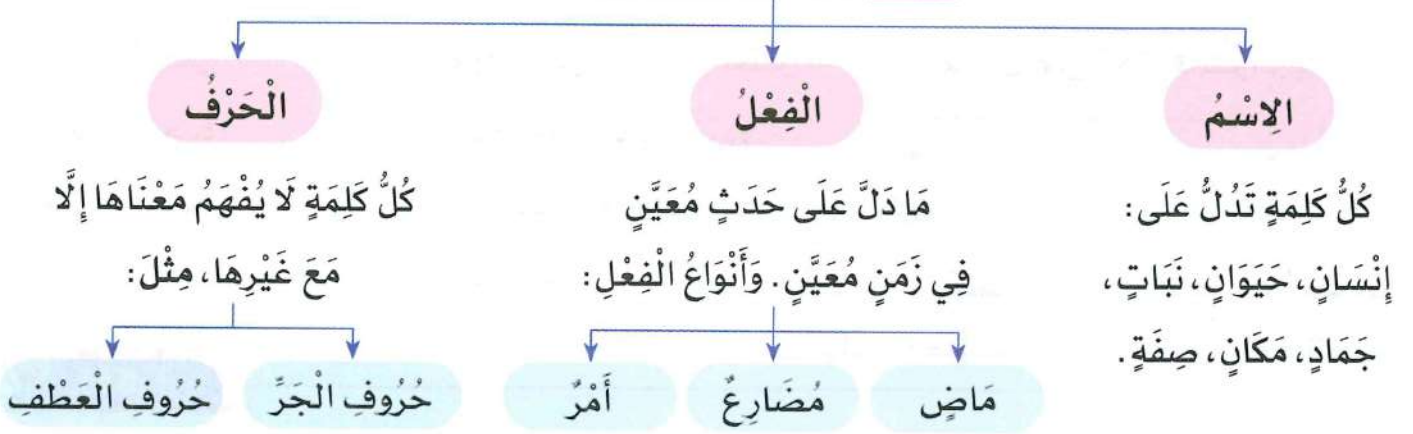 الِاسْمُ
كُلُّ كَلِمَةٍ تَدُلُّ عَلَى:
إِنْسَانٍ، حَيَوَانٍ، نَبَاتٍ،
جَمَادٍ، مَكَانٍ، صِفَةٍ.
الْفِعْلُ
مَا دَلَّ عَلَى حَدَثٍ مُعَيَّنٍ
فِي زَمَنٍ مُعَيَّنٍ. وَأَنْوَاعُ الْفِعْلِ:
مَاضٍ
مُضَارِعٌ
أَمْرٌ
الْحَرْفُ
كُلُّ كَلِمَةٍ لَا يُفْهَمُ مَعْنَاهَا إِلَّا
مَعَ غَيْرِهَا، مِثْلَ:
حُرُوفِ الْجَرِّ
حُرُوفِ الْعَطْفِ